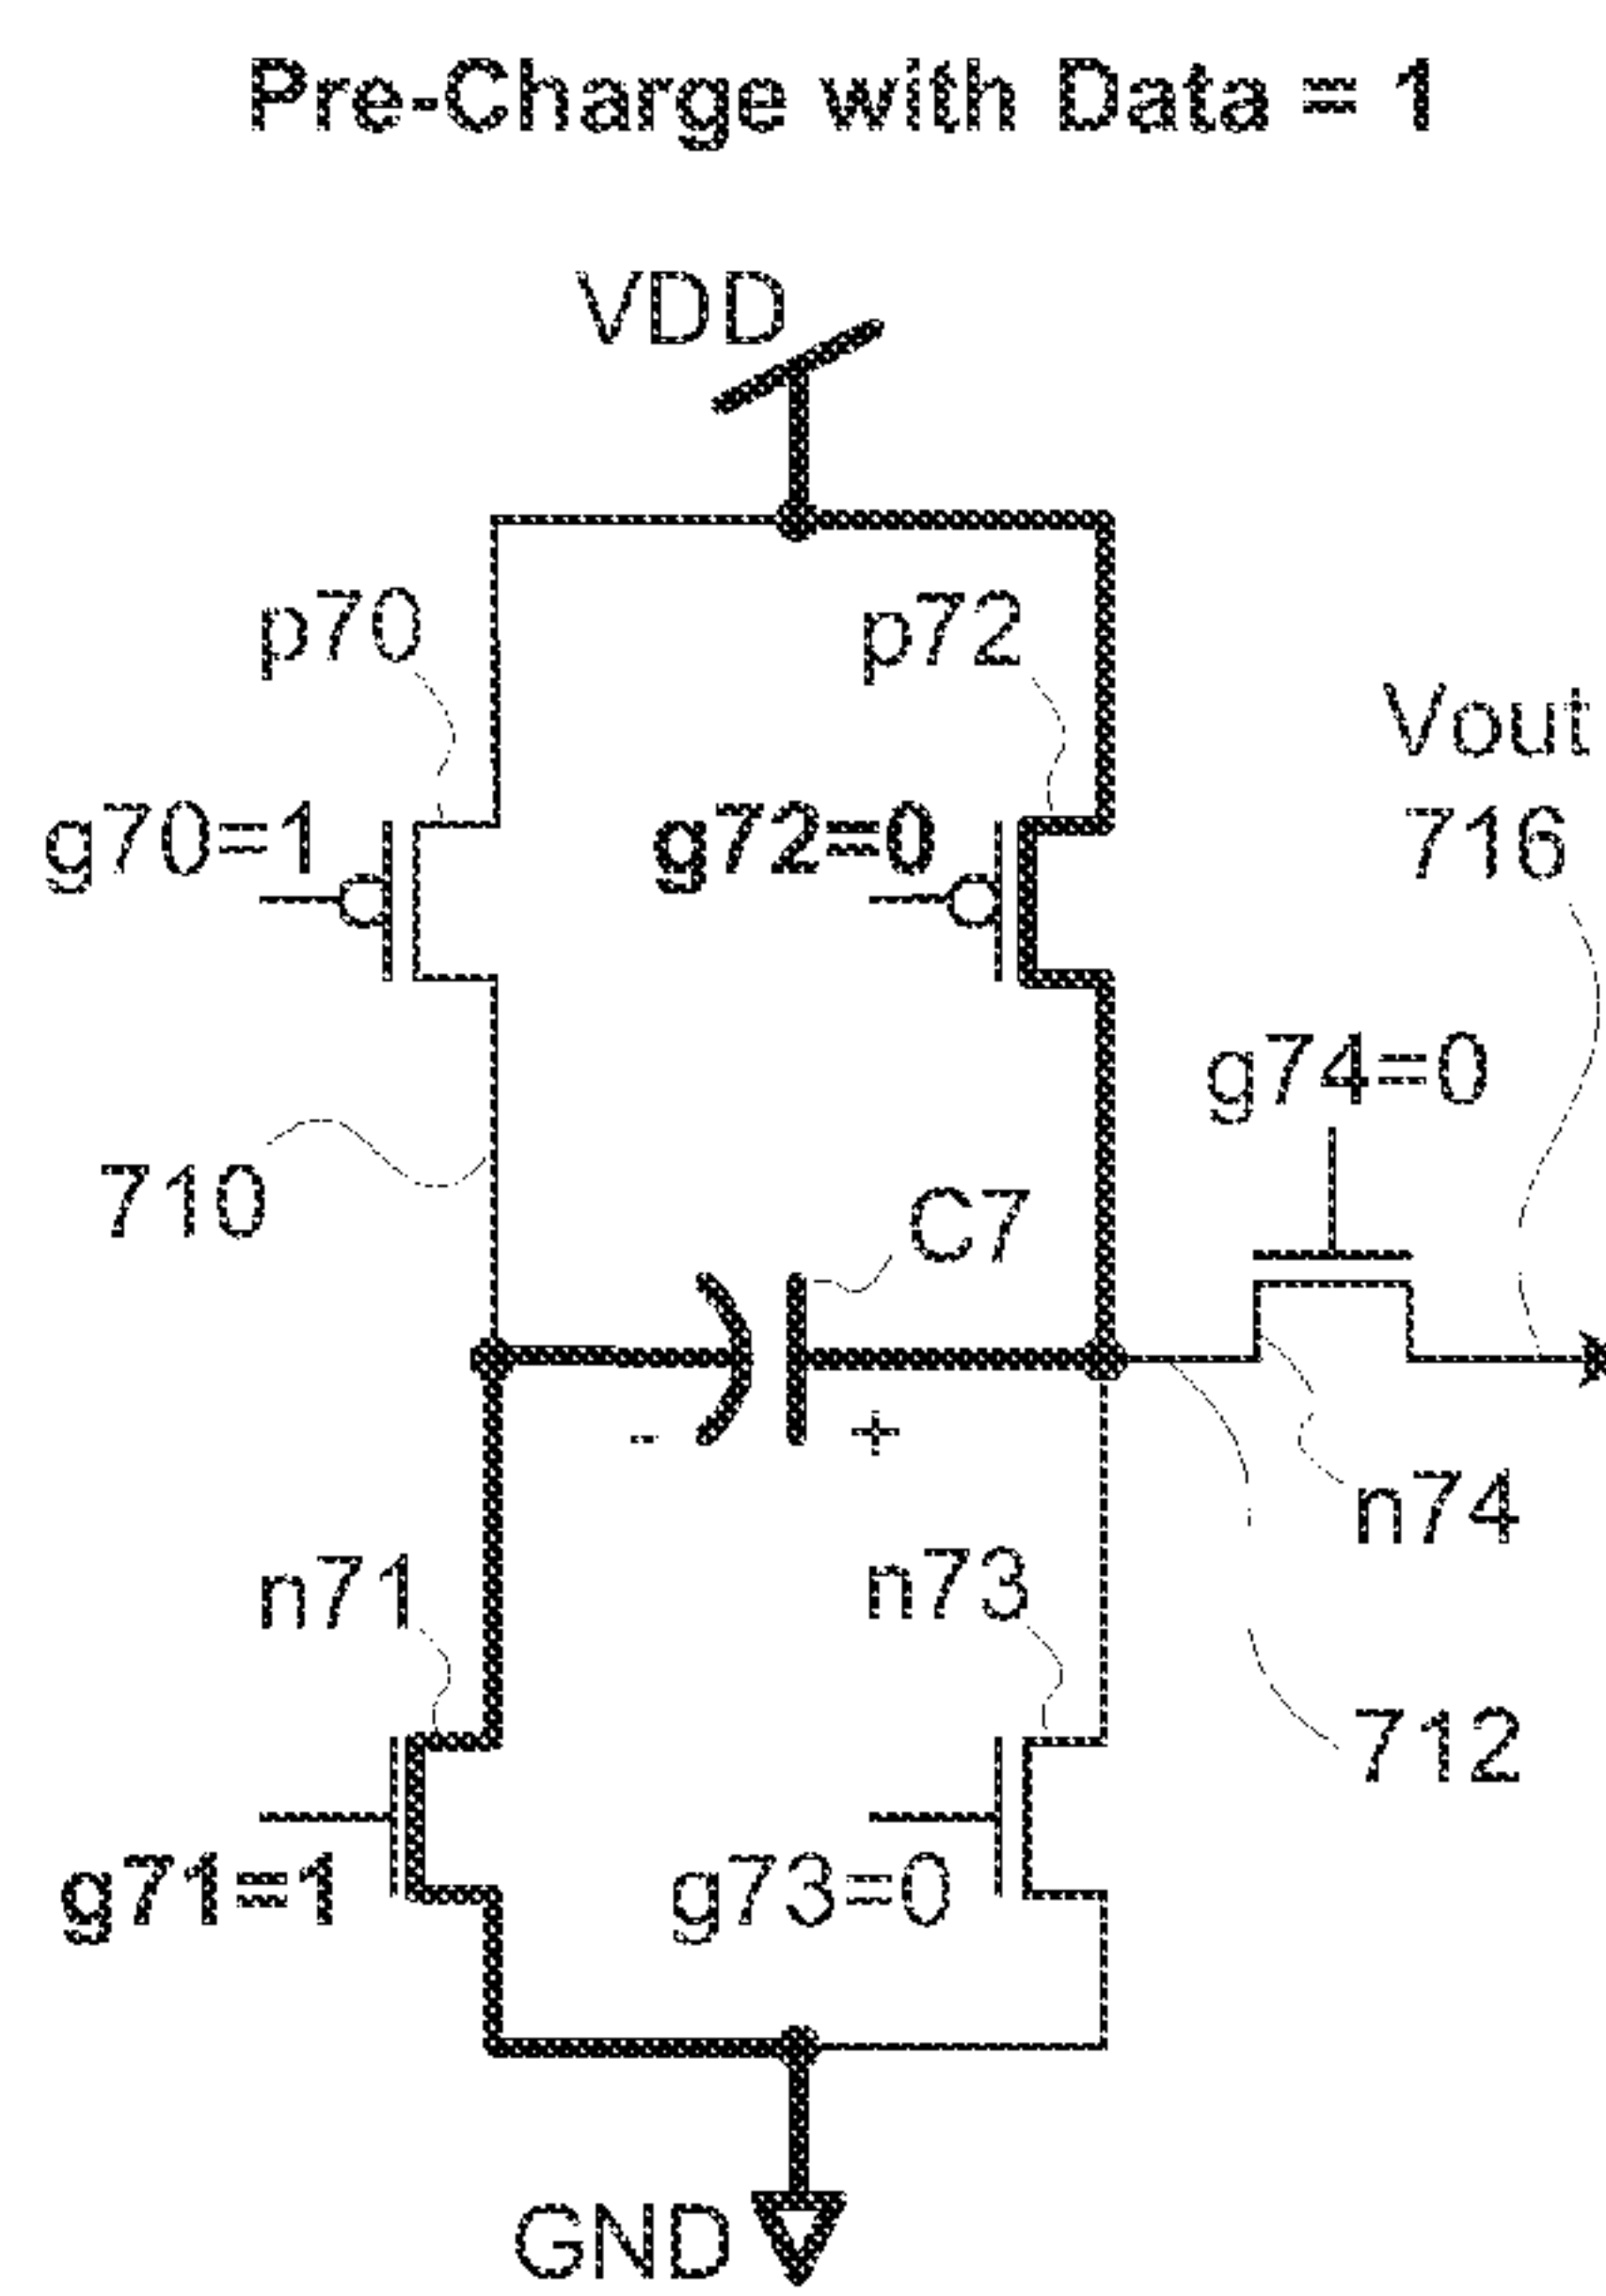 Pre-Charge with Data = 1
VDD
p70
p72
Vout
716
g70=1
g72=0
g74=0
710
C7
- +
n74
n71
n73
712
g71=1
g73=0
GND